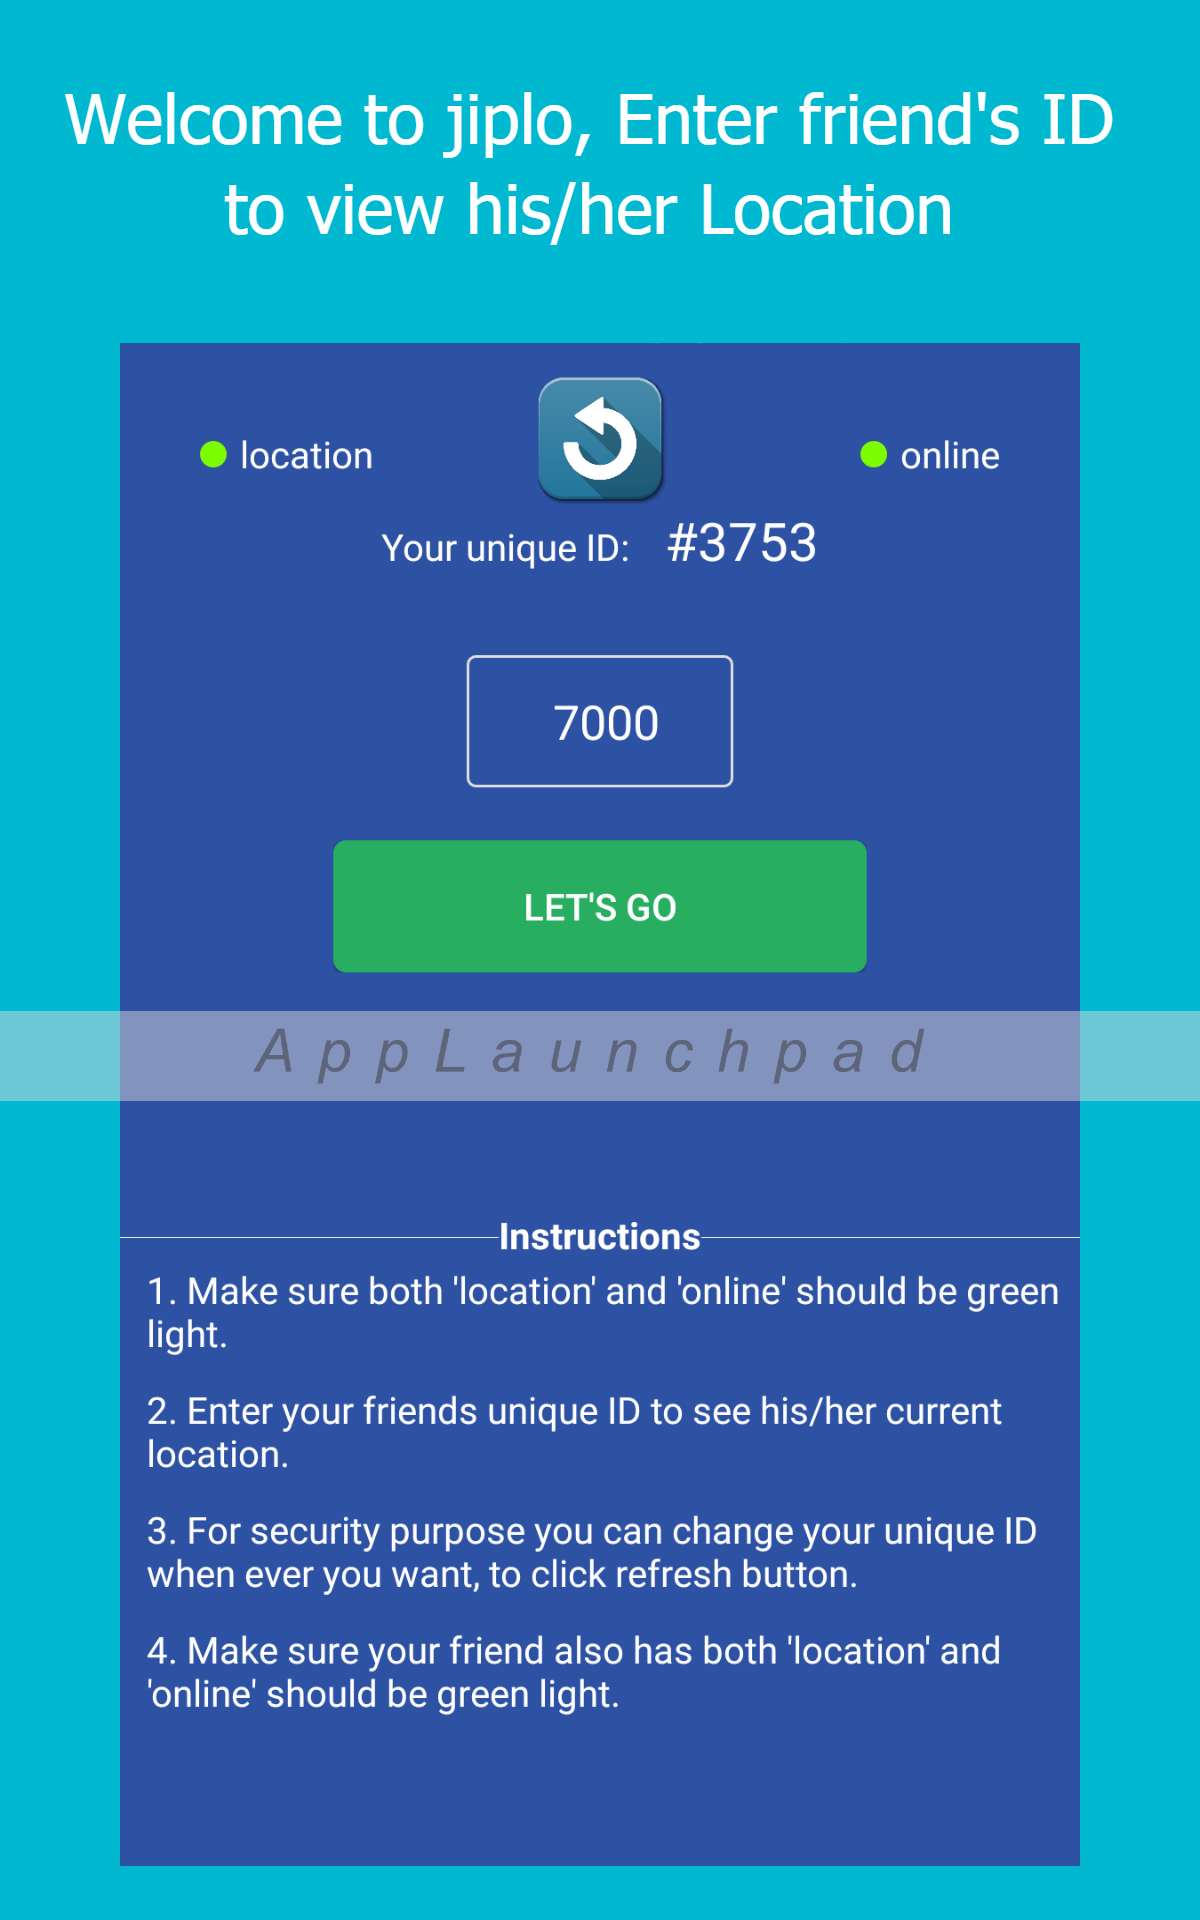 Welcome to jiplo, Enter friend's ID
to view his/her Location
location
online
Your unique ID: #3753
7000
LET'S GO
AppLaunchpad
Instructions
1. Make sure both 'location' and 'online' should be green
light.
2. Enter your friends unique ID to see his/her current
location.
3. For security purpose you can change your unique ID
when ever you want, to click refresh button.
4. Make sure your friend also has both 'location' and
'online' should be green light.